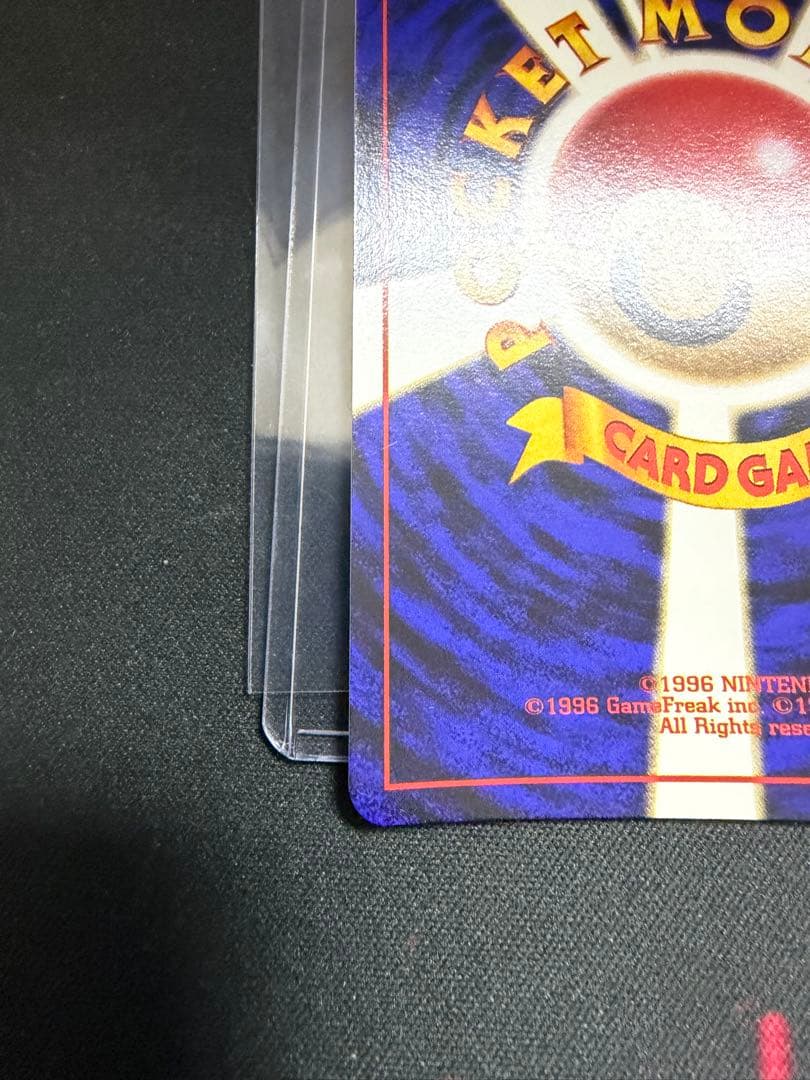 POCKET MO
CARD GA
©1996 NINTEN
©1996 GameFreak inc. ©1
All Rights rese